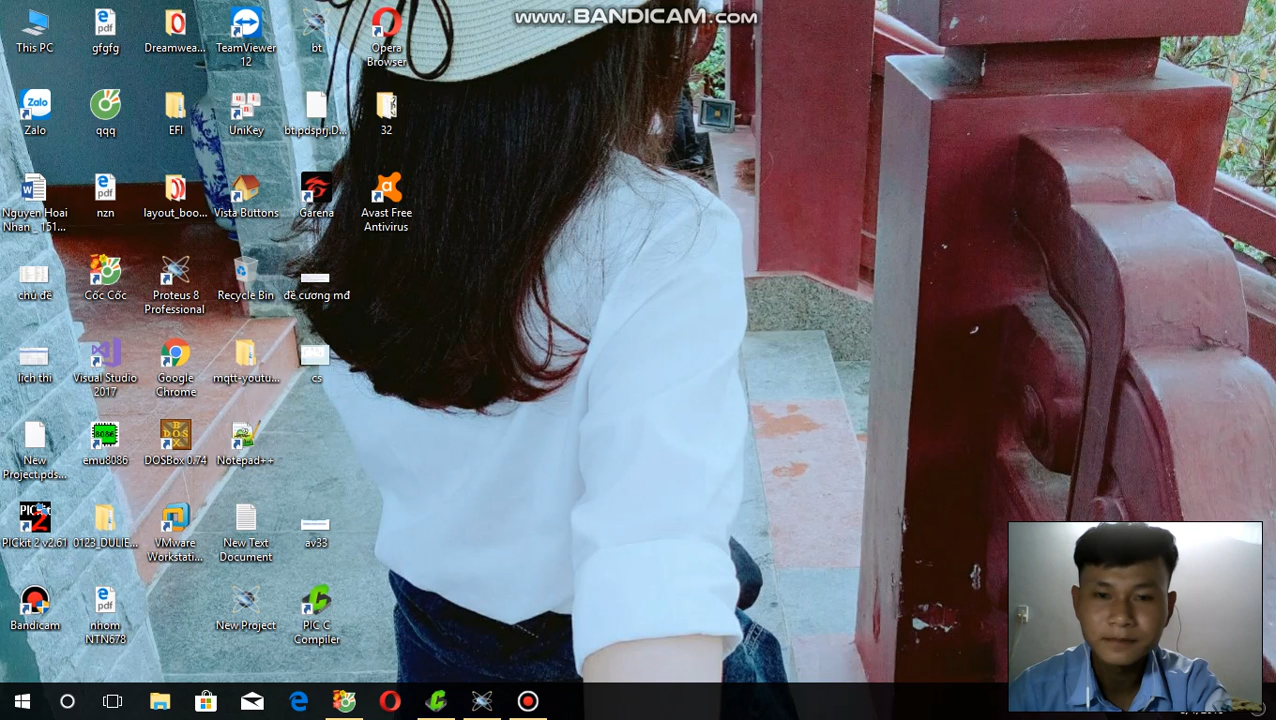 www.BANDICAM.com
This PC
gfgfg
Dreamwea...
TeamViewer
12
bt
Opera
Browser
Zalo
qqq
EFI
UniKey
bt.pdsprj.D...
32
Nguyen Hoai
Nhan _ 151...
nzn
layout_boo...
Vista Buttons
Garena
Avast Free
Antivirus
chủ đề
Cốc Cốc
Proteus 8
Professional
Recycle Bin
đề cương mđ
lịch thi
Visual Studio
2017
Google
Chrome
mqtt-youtu...
cs
New
Project.pds...
emu8086
DOSBox 0.74
Notepad++
PICkit 2 v2.61
0123_DULIE...
VMware
Workstati...
New Text
Document
av33
Bandicam
nhom
NTN678
New Project
PIC C
Compiler